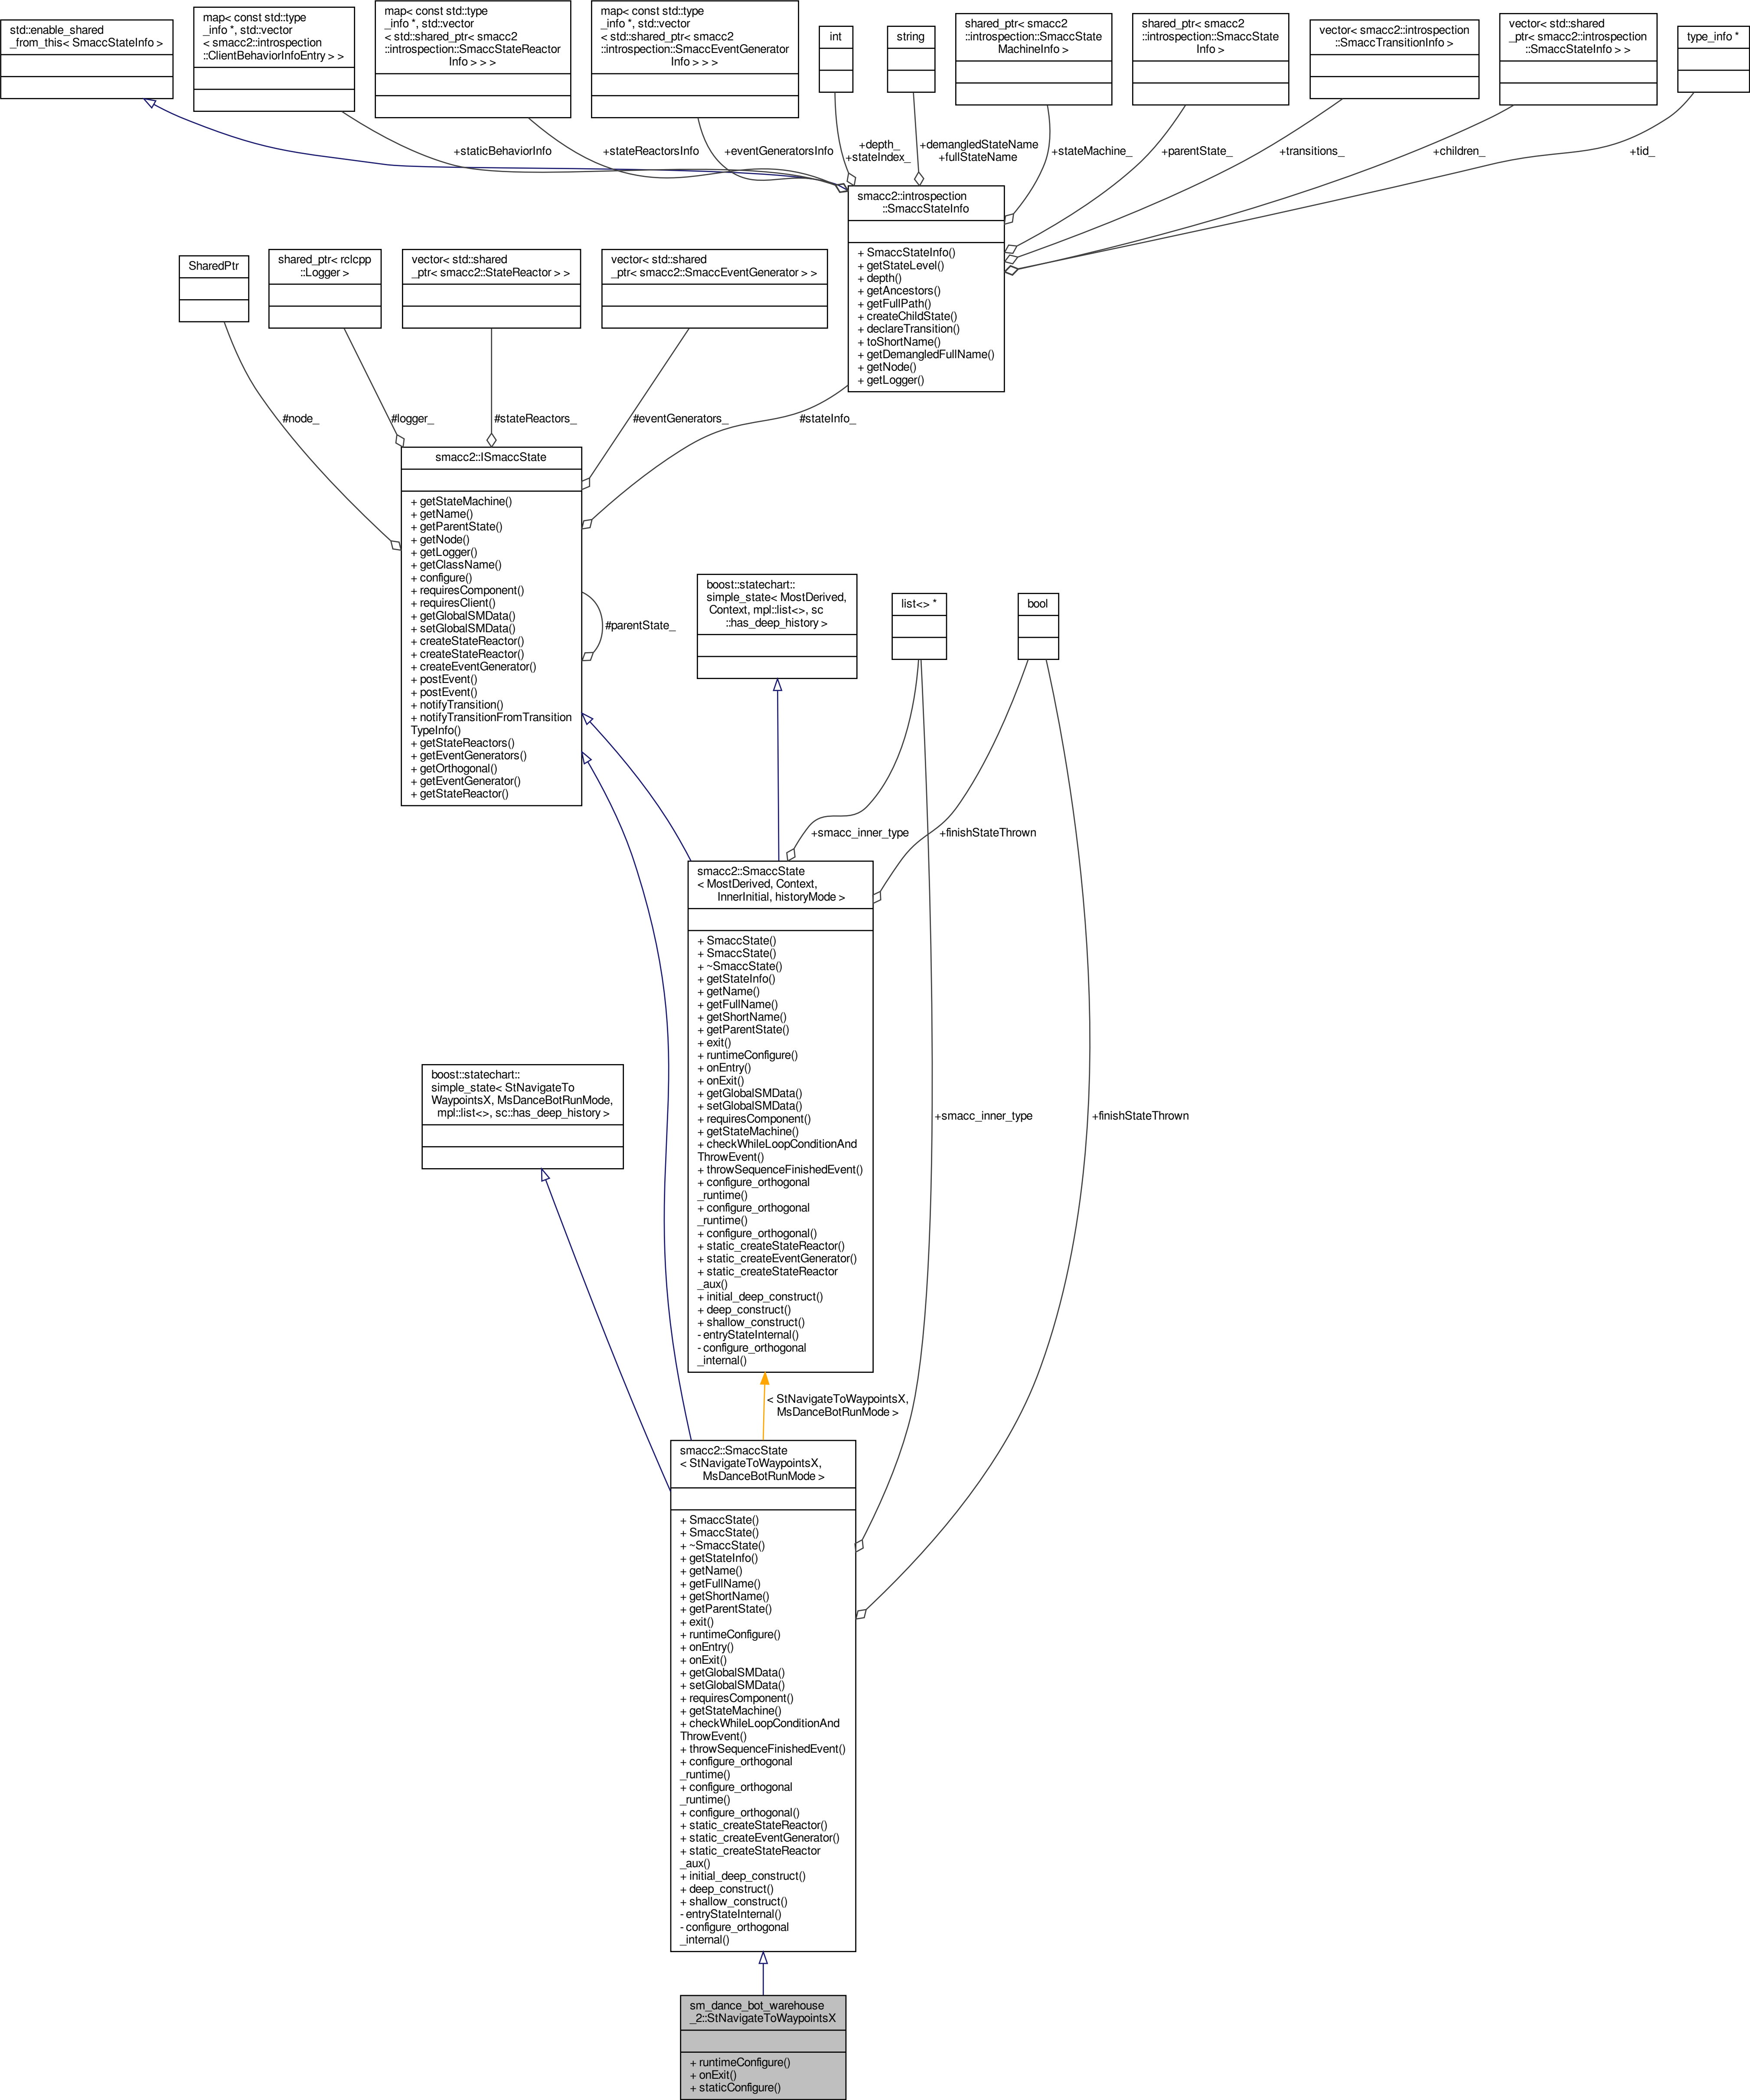 std::enable_shared
_from_this< SmaccStateInfo >
map< const std::type
_info *, std::vector
< smacc2::introspection
::ClientBehaviorInfoEntry > >
map< const std::type
_info *, std::vector
< std::shared_ptr< smacc2
::introspection::SmaccStateReactor
Info > > >
map< const std::type
_info *, std::vector
< std::shared_ptr< smacc2
::introspection::SmaccEventGenerator
Info > > >
int
string
shared_ptr< smacc2
::introspection::SmaccState
MachineInfo >
shared_ptr< smacc2
::introspection::SmaccState
Info >
vector< smacc2::introspection
::SmaccTransitionInfo >
vector< std::shared
_ptr< smacc2::introspection
::SmaccStateInfo > >
type_info *
+staticBehaviorInfo
+stateReactorsInfo
+eventGeneratorsInfo
+depth_
+stateIndex_
+demangledStateName
+fullStateName
+stateMachine_
+parentState_
+transitions_
+children_
+tid_
smacc2::introspection
::SmaccStateInfo
+ SmaccStateInfo()
+ getStateLevel()
+ depth()
+ getAncestors()
+ getFullPath()
+ createChildState()
+ declareTransition()
+ toShortName()
+ getDemangledFullName()
+ getNode()
+ getLogger()
SharedPtr
shared_ptr< rclcpp
::Logger >
vector< std::shared
_ptr< smacc2::StateReactor > >
vector< std::shared
_ptr< smacc2::SmaccEventGenerator > >
#node_
#logger_
#stateReactors_
#eventGenerators_
#stateInfo_
smacc2::ISmaccState
+ getStateMachine()
+ getName()
+ getParentState()
+ getNode()
+ getLogger()
+ getClassName()
+ configure()
+ requiresComponent()
+ requiresClient()
+ getGlobalSMData()
+ setGlobalSMData()
+ createStateReactor()
+ createStateReactor()
+ createEventGenerator()
+ postEvent()
+ postEvent()
+ notifyTransition()
+ notifyTransitionFromTransition
TypeInfo()
+ getStateReactors()
+ getEventGenerators()
+ getOrthogonal()
+ getEventGenerator()
+ getStateReactor()
#parentState_
boost::statechart::
simple_state< MostDerived,
Context, mpl::list<>, sc
::has_deep_history >
list<> *
bool
+smacc_inner_type
+finishStateThrown
smacc2::SmaccState
< MostDerived, Context,
InnerInitial, historyMode >
+ SmaccState()
+ SmaccState()
+ ~SmaccState()
+ getStateInfo()
+ getName()
+ getFullName()
+ getShortName()
+ getParentState()
+ exit()
+ runtimeConfigure()
+ onEntry()
+ onExit()
+ getGlobalSMData()
+ setGlobalSMData()
+ requiresComponent()
+ getStateMachine()
+ checkWhileLoopConditionAnd
ThrowEvent()
+ throwSequenceFinishedEvent()
+ configure_orthogonal
_runtime()
+ configure_orthogonal
_runtime()
+ configure_orthogonal()
+ static_createStateReactor()
+ static_createEventGenerator()
+ static_createStateReactor
_aux()
+ initial_deep_construct()
+ deep_construct()
+ shallow_construct()
- entryStateInternal()
- configure_orthogonal
_internal()
boost::statechart::
simple_state< StNavigateTo
WaypointsX, MsDanceBotRunMode,
mpl::list<>, sc::has_deep_history >
+smacc_inner_type
+finishStateThrown
< StNavigateToWaypointsX,
MsDanceBotRunMode >
smacc2::SmaccState
< StNavigateToWaypointsX,
MsDanceBotRunMode >
+ SmaccState()
+ SmaccState()
+ ~SmaccState()
+ getStateInfo()
+ getName()
+ getFullName()
+ getShortName()
+ getParentState()
+ exit()
+ runtimeConfigure()
+ onEntry()
+ onExit()
+ getGlobalSMData()
+ setGlobalSMData()
+ requiresComponent()
+ getStateMachine()
+ checkWhileLoopConditionAnd
ThrowEvent()
+ throwSequenceFinishedEvent()
+ configure_orthogonal
_runtime()
+ configure_orthogonal
_runtime()
+ configure_orthogonal()
+ static_createStateReactor()
+ static_createEventGenerator()
+ static_createStateReactor
_aux()
+ initial_deep_construct()
+ deep_construct()
+ shallow_construct()
- entryStateInternal()
- configure_orthogonal
_internal()
sm_dance_bot_warehouse
_2::StNavigateToWaypointsX
+ runtimeConfigure()
+ onExit()
+ staticConfigure()